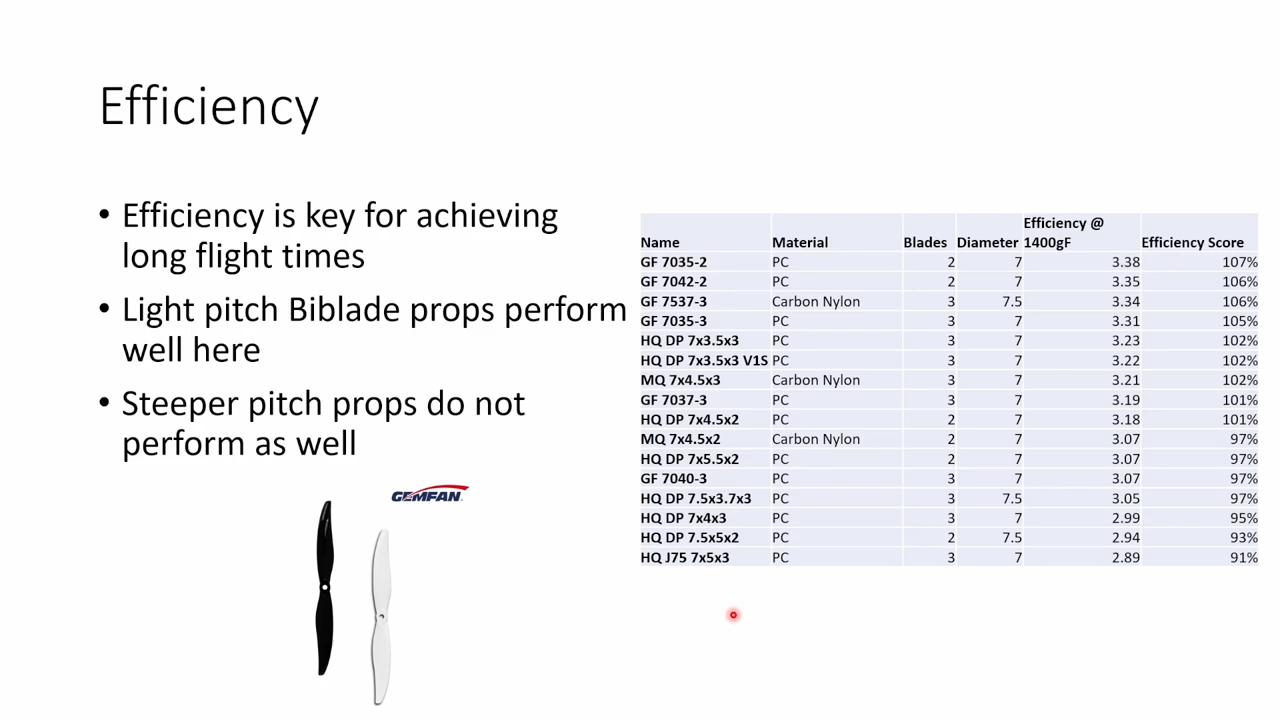 Efficiency
• Efficiency is key for achieving
long flight times
• Light pitch Biblade props perform
well here
• Steeper pitch props do not
perform as well
GEMFAN
Name Material Blades Diameter Efficiency @ 1400gF Efficiency Score
GF 7035-2 PC 2 7 3.38 107%
GF 7042-2 PC 2 7 3.35 106%
GF 7537-3 Carbon Nylon 3 7.5 3.34 106%
GF 7035-3 PC 3 7 3.31 105%
HQ DP 7x3.5x3 PC 3 7 3.23 102%
HQ DP 7x3.5x3 V1S PC 3 7 3.22 102%
MQ 7x4.5x3 Carbon Nylon 3 7 3.21 102%
GF 7037-3 PC 3 7 3.19 101%
HQ DP 7x4.5x2 PC 2 7 3.18 101%
MQ 7x4.5x2 Carbon Nylon 2 7 3.07 97%
HQ DP 7x5.5x2 PC 2 7 3.07 97%
GF 7040-3 PC 3 7 3.07 97%
HQ DP 7.5x3.7x3 PC 3 7.5 3.05 97%
HQ DP 7x4x3 PC 3 7 2.99 95%
HQ DP 7.5x5x2 PC 2 7.5 2.94 93%
HQ J75 7x5x3 PC 3 7 2.89 91%